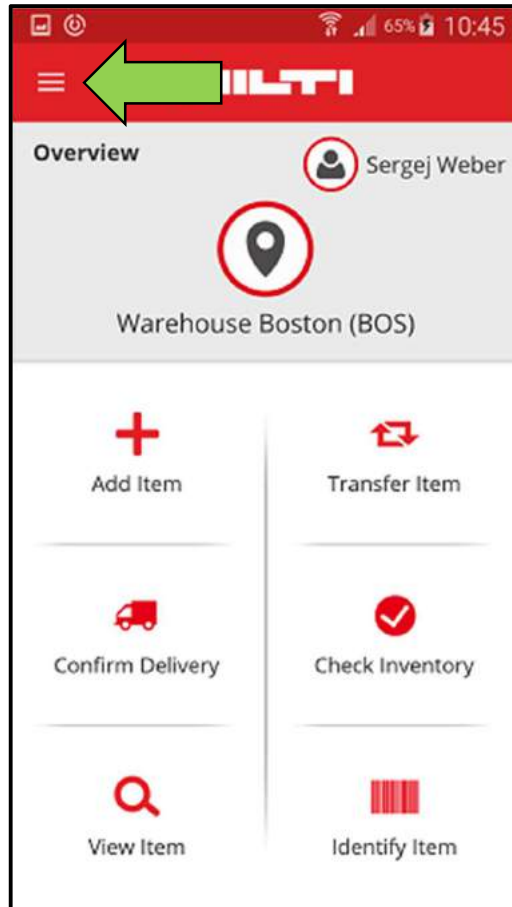 65% 10:45
HILTI
Overview
Sergej Weber
Warehouse Boston (BOS)
Add Item
Transfer Item
Confirm Delivery
Check Inventory
View Item
Identify Item